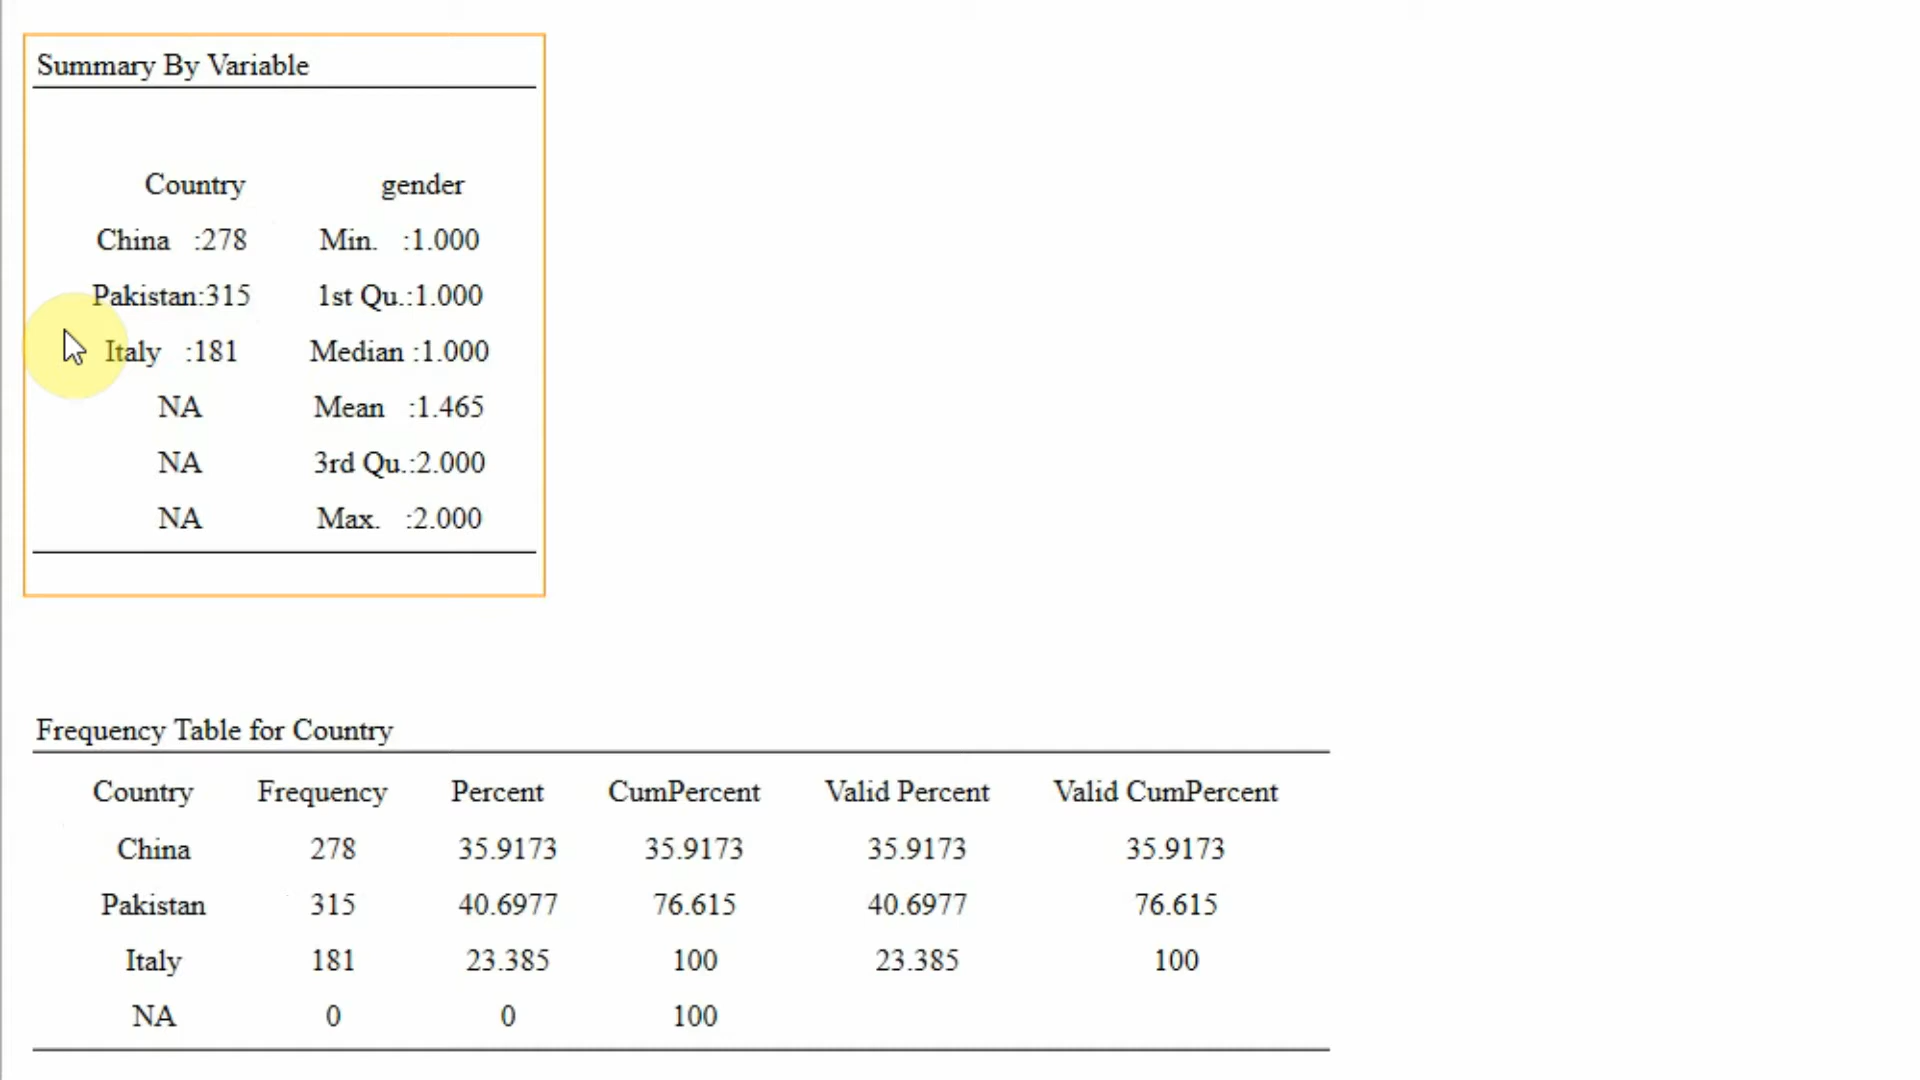 Summary By Variable
Country gender
China :278 Min. :1.000
Pakistan:315 1st Qu.:1.000
Italy :181 Median :1.000
NA Mean :1.465
NA 3rd Qu.:2.000
NA Max. :2.000
Frequency Table for Country
Country Frequency Percent CumPercent Valid Percent Valid CumPercent
China 278 35.9173 35.9173 35.9173 35.9173
Pakistan 315 40.6977 76.615 40.6977 76.615
Italy 181 23.385 100 23.385 100
NA 0 0 100